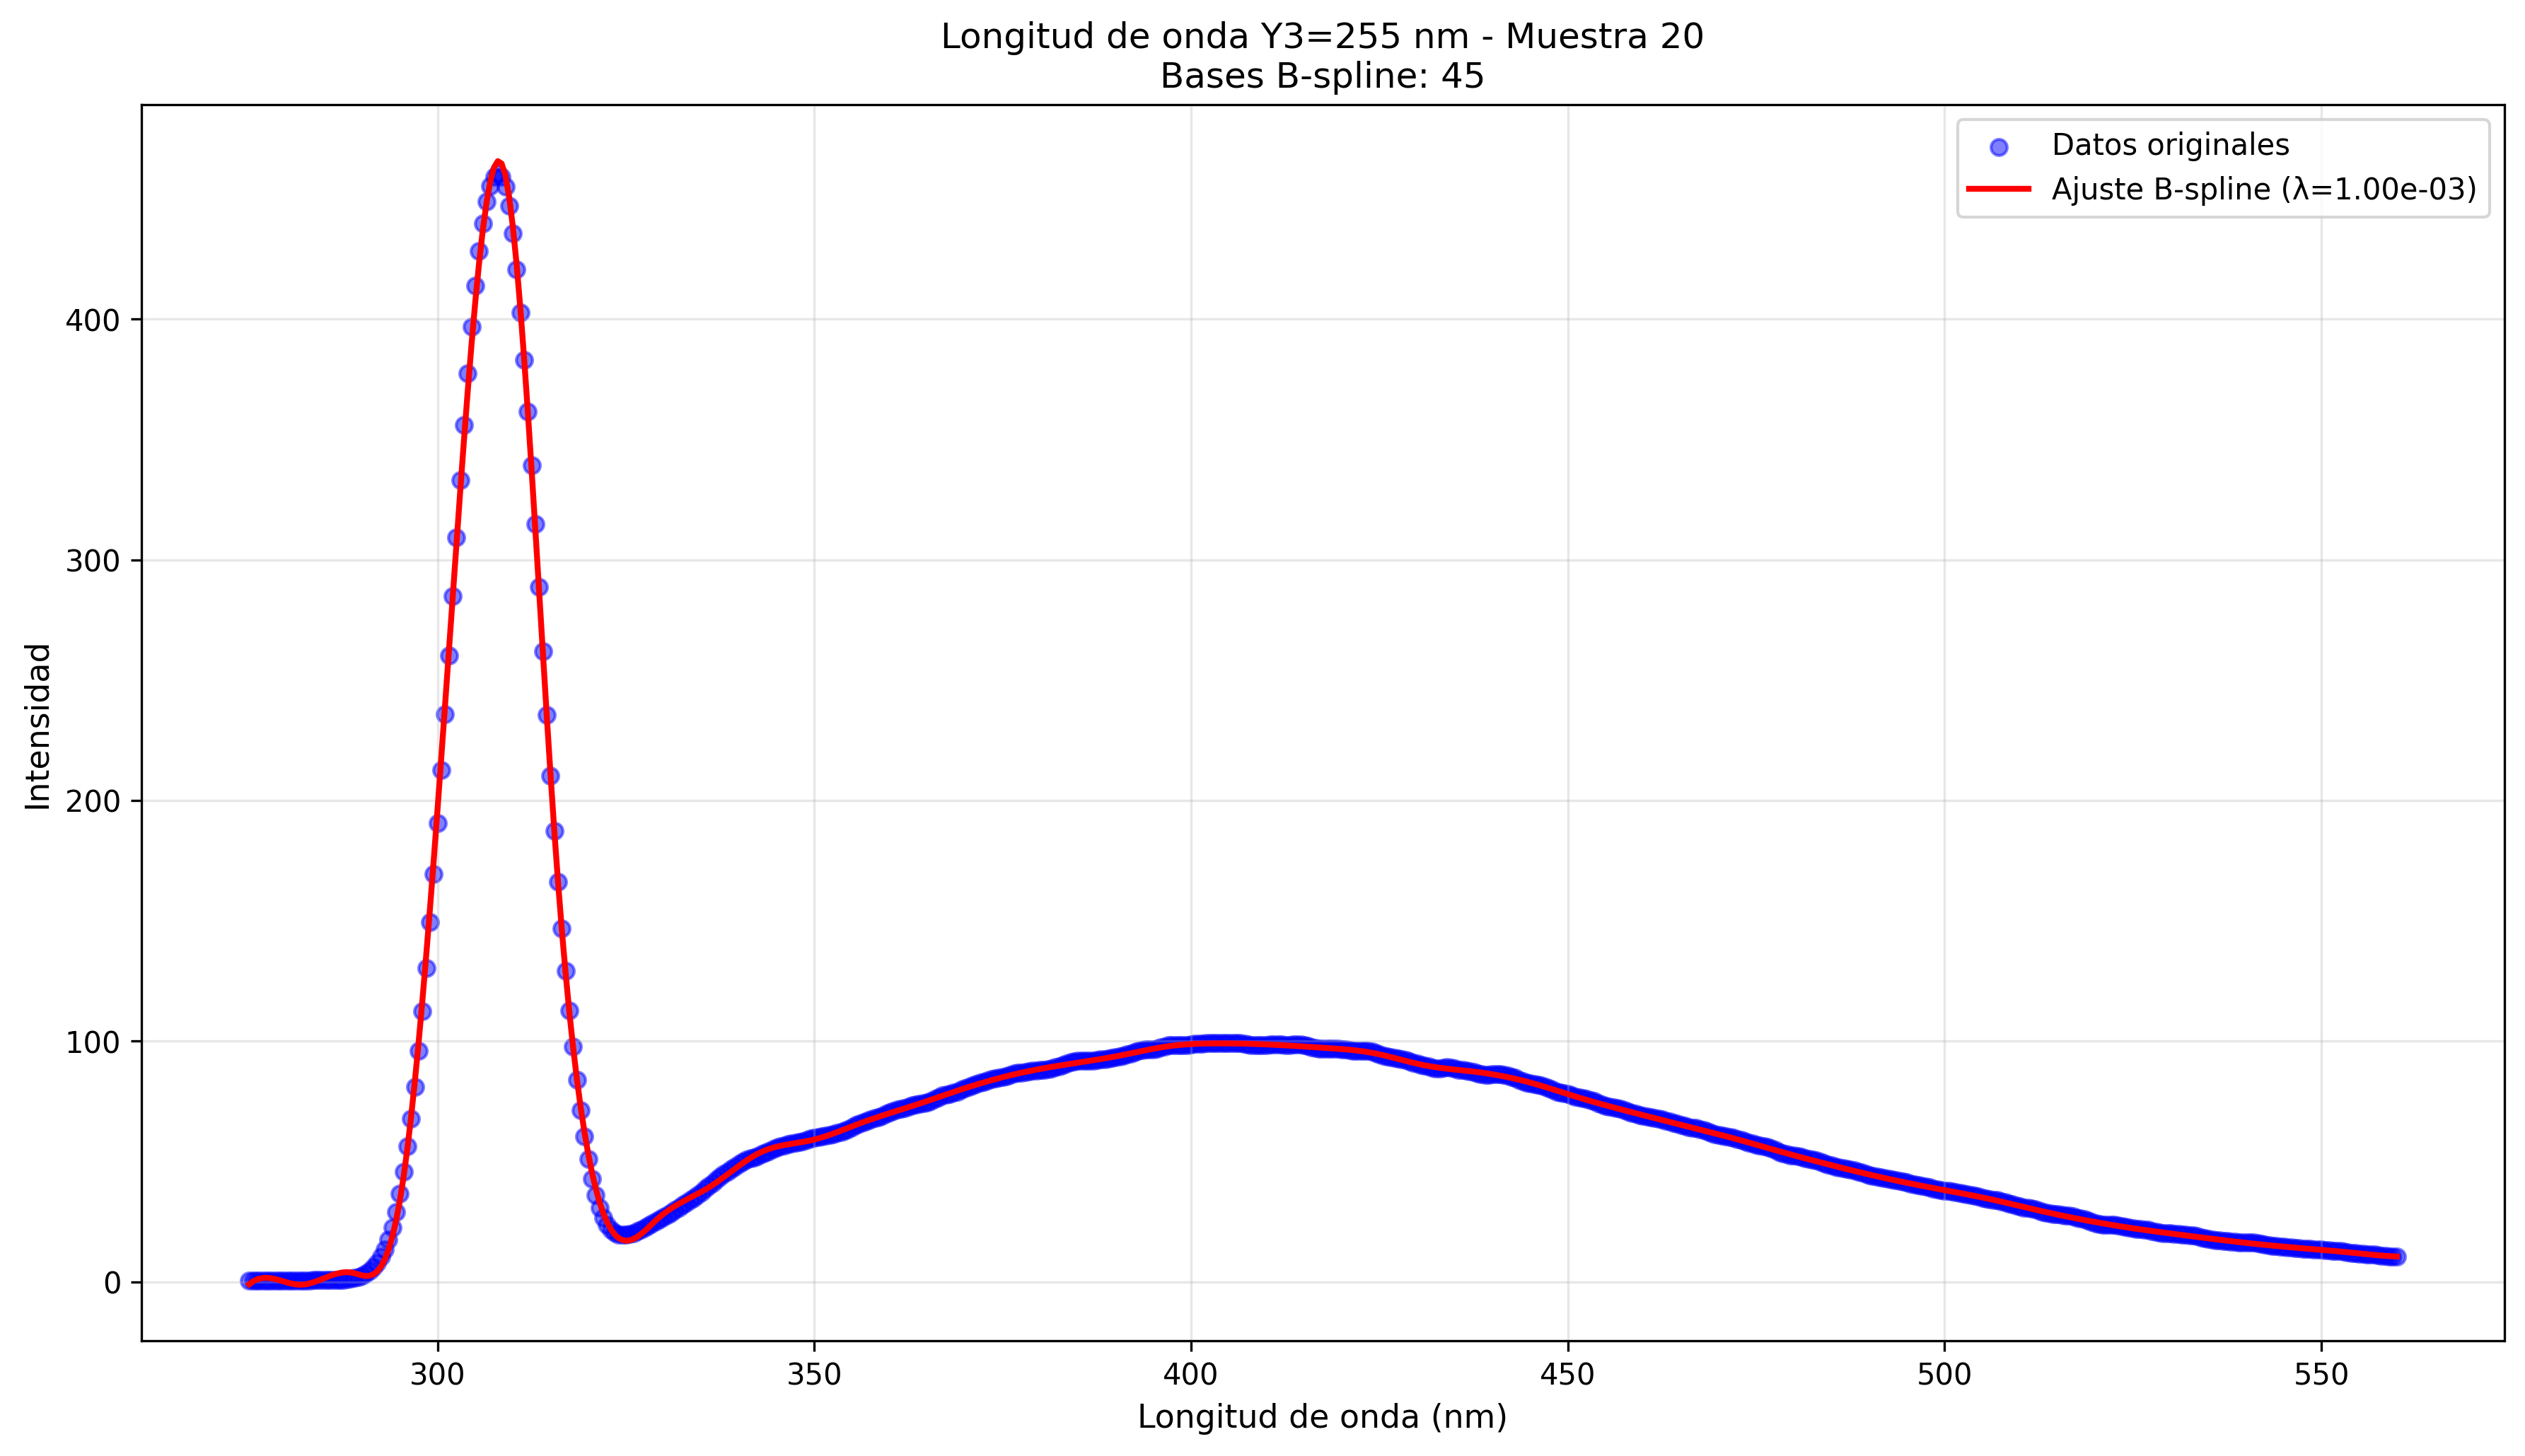 Longitud de onda Y3=255 nm - Muestra 20
Bases B-spline: 45
Datos originales
Ajuste B-spline (λ=1.00e-03)
Intensidad
400
300
200
100
0
300
350
400
450
500
550
Longitud de onda (nm)